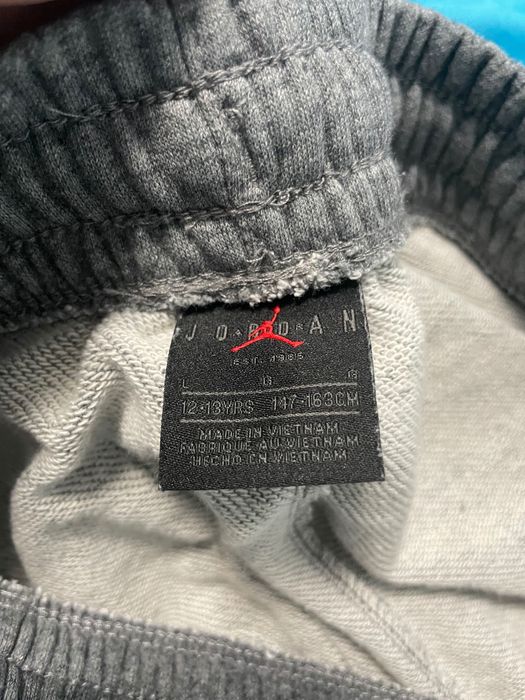 JORDAN
EST. 1985
L G G
12-13YRS 147-163CM
MADE IN VIETNAM
FABRIQUE AU VIETNAM
HECHO EN VIETNAM